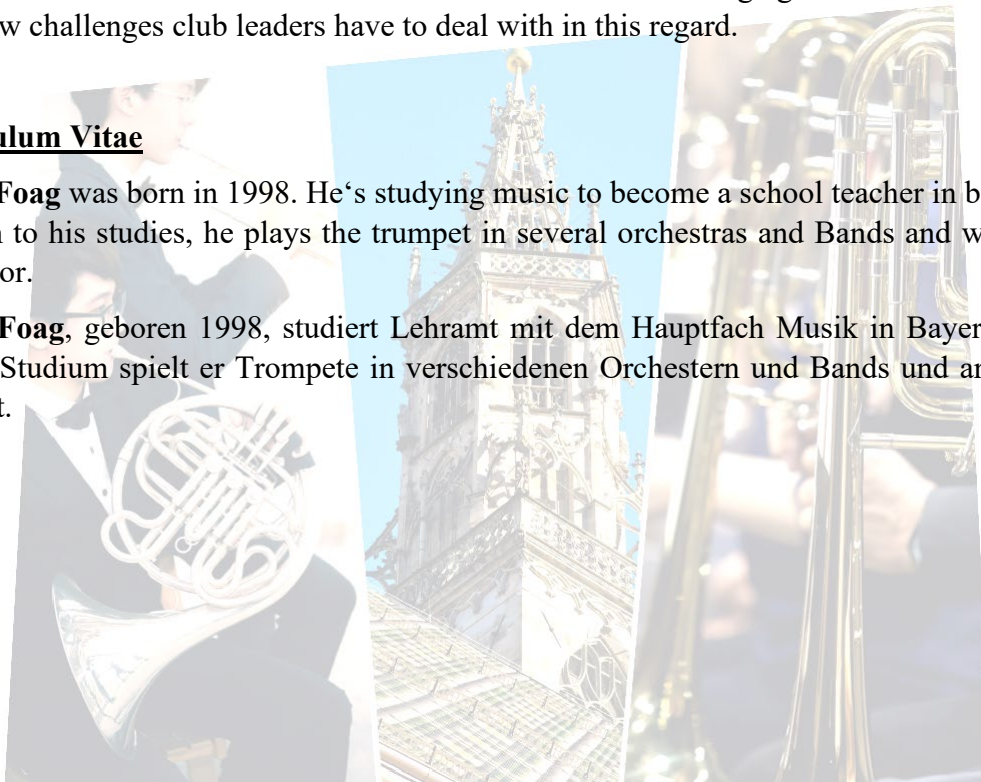 challenges club leaders have to deal with in this regard.
Vitae
Foag was born in 1998. He‘s studying music to become a school teacher in
to his studies, he plays the trumpet in several orchestras and Bands and
Foag, geboren 1998, studiert Lehramt mit dem Hauptfach Musik in
Studium spielt er Trompete in verschiedenen Orchestern und Bands und